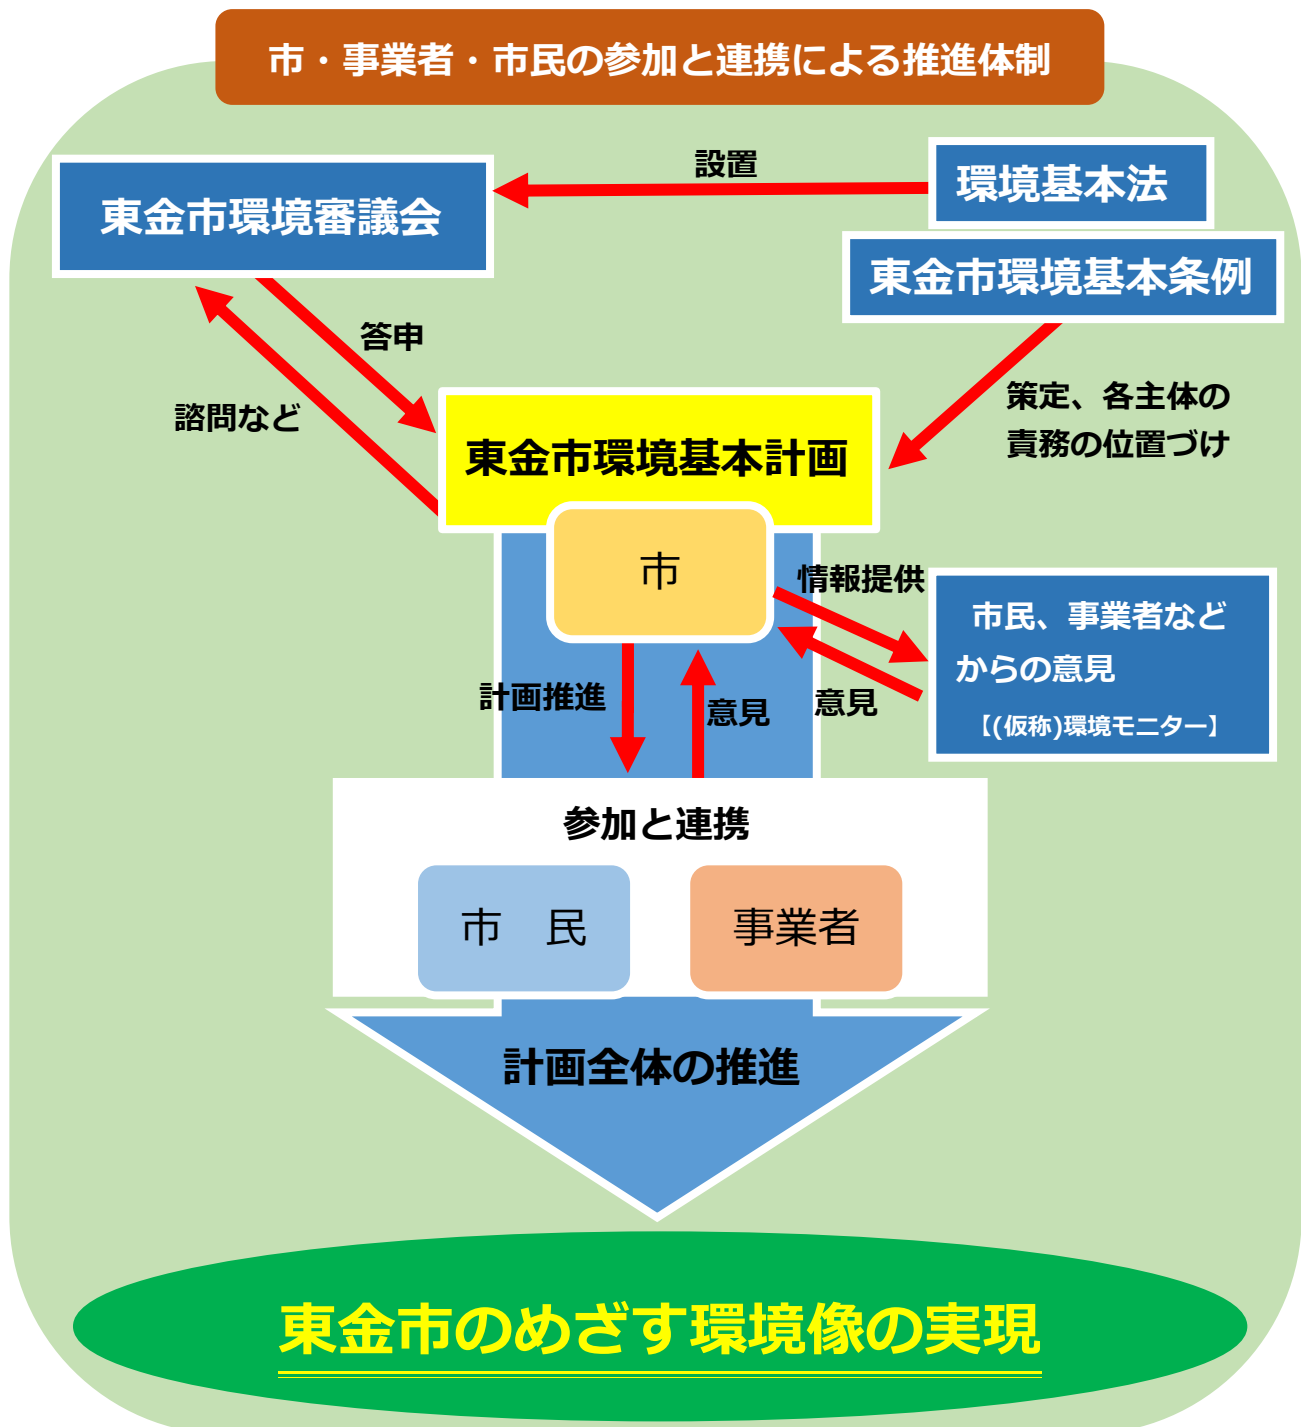 市・事業者・市民の参加と連携による推進体制
設置
環境基本法
東金市環境審議会
東金市環境基本条例
答申
諮問など
策定、各主体の
責務の位置づけ
東金市環境基本計画
市
情報提供
市民、事業者など
からの意見
【(仮称)環境モニター】
計画推進
意見
意見
参加と連携
市　民
事業者
計画全体の推進
東金市のめざす環境像の実現